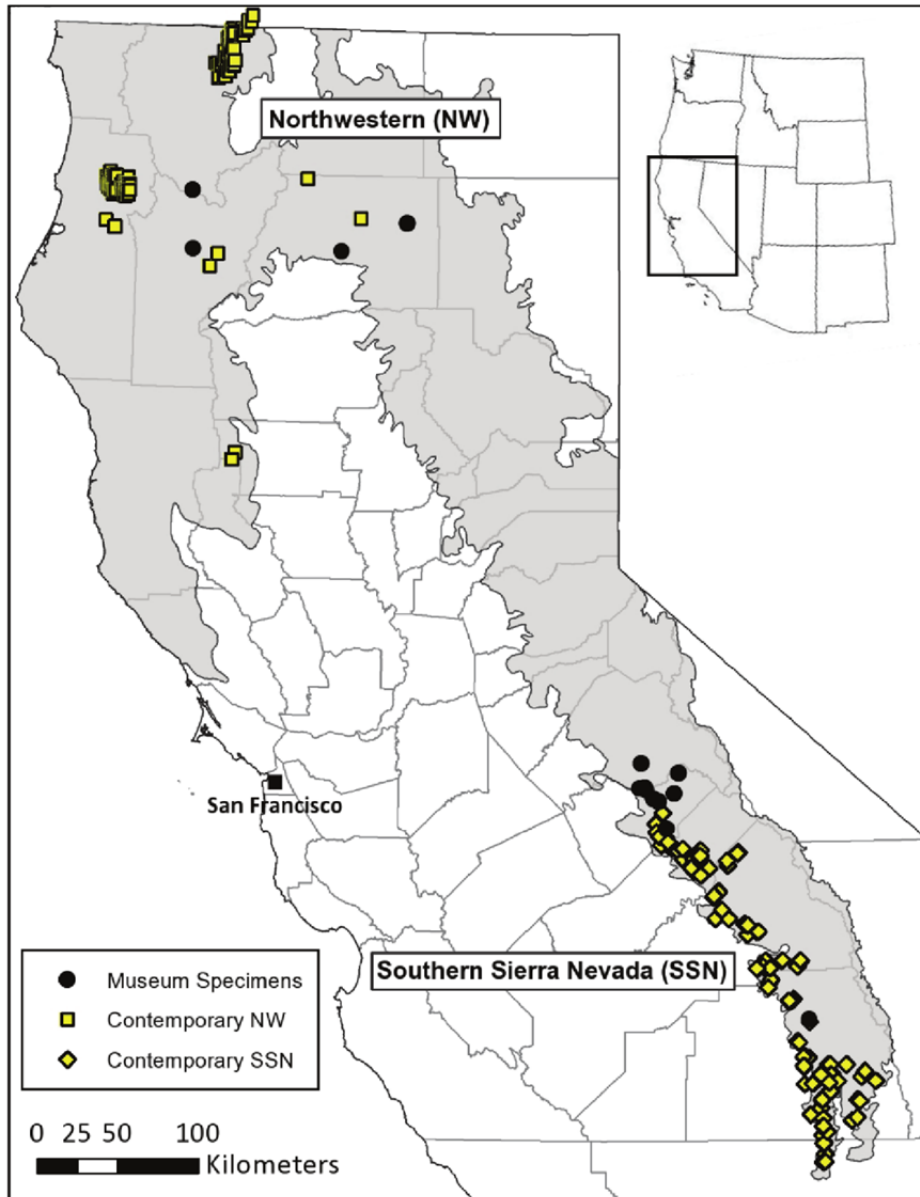 Northwestern (NW)
San Francisco
Southern Sierra Nevada (SSN)
Museum Specimens
Contemporary NW
Contemporary SSN
0 25 50 100
Kilometers